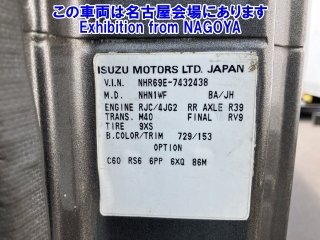 この車両は名古屋会場にあります
Exhibition from NAGOYA
ISUZU MOTORS LTD. JAPAN
V.I.N. NHR69E-7432438
M.D. NHN1WF BA/JH
ENGINE RJC/4JG2 RR AXLE R39
TRANS. M40 FINAL RV9
TIRE 9XS
B.COLOR/TRIM 729/153
OPTION
C60 RS6 6PP 6XQ 86M